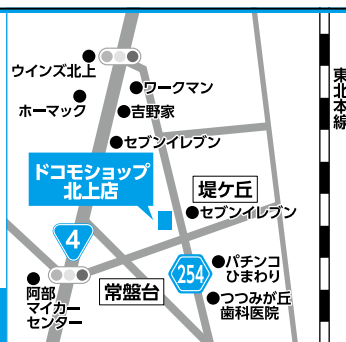 ウインズ北上
ワークマン
ホーマック
吉野家
セブンイレブン
東北本線
ドコモショップ
北上店
堤ケ丘
セブンイレブン
4
254
パチンコ
ひまわり
常盤台
阿部
マイカー
センター
つつみが丘
歯科医院